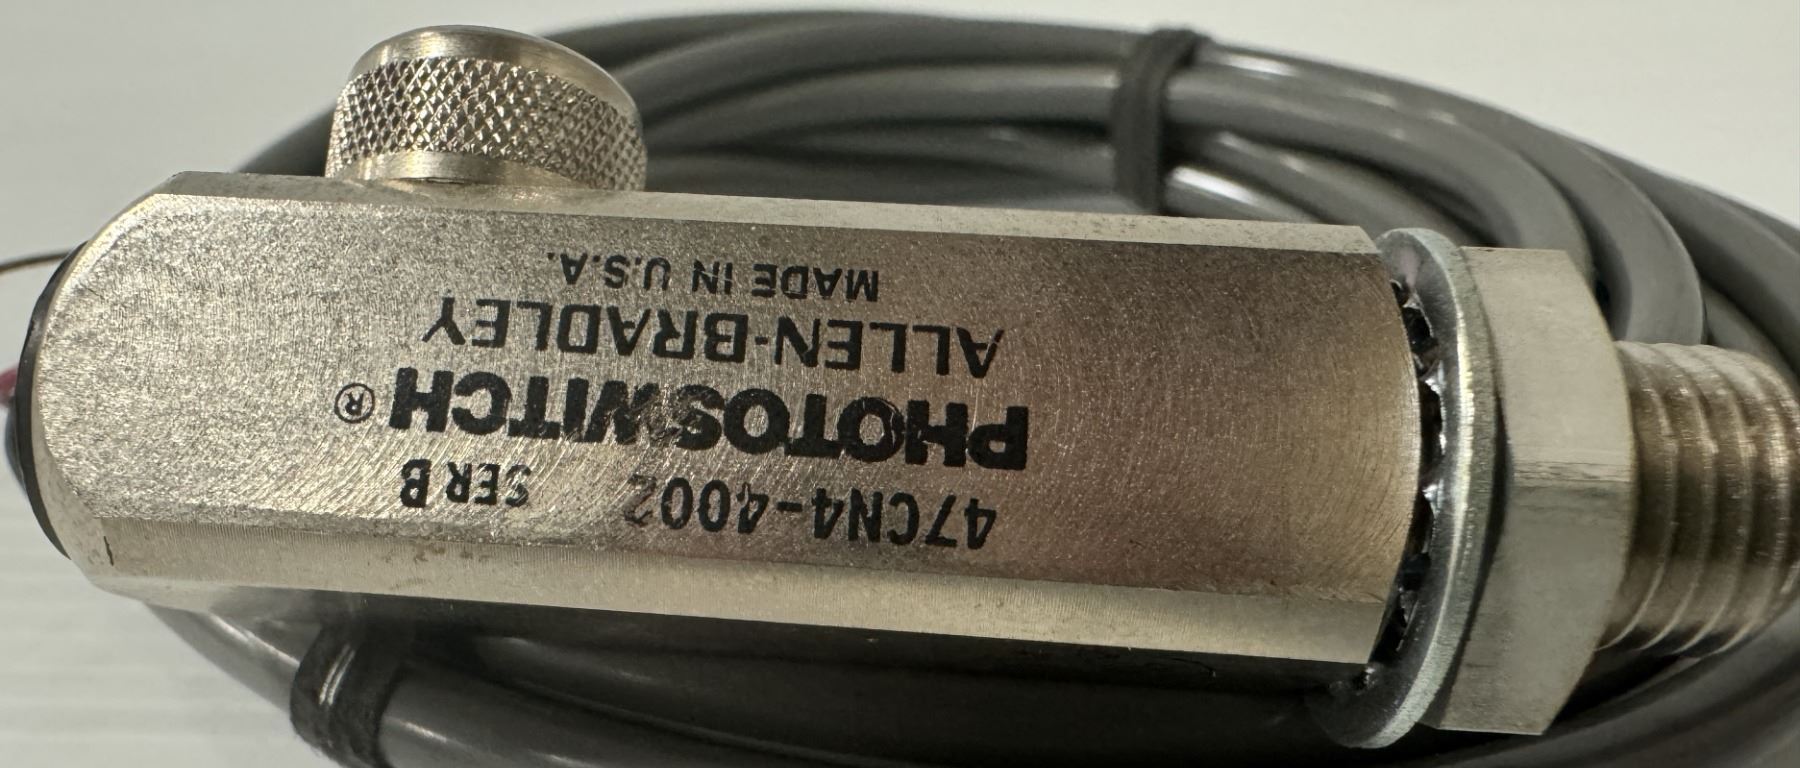 47CN4-4002 SER B
PHOTOSWITCH®
ALLEN-BRADLEY
MADE IN U.S.A.